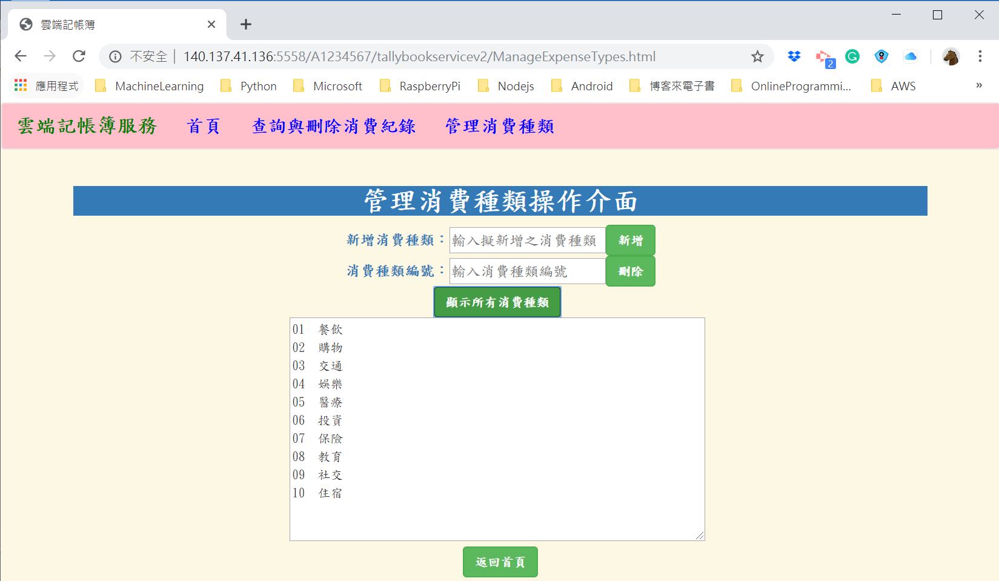 雲端記帳簿
不安全 140.137.41.136:5558/A1234567/tallybookservicev2/ManageExpenseTypes.html
2
應用程式 MachineLearning Python Microsoft RaspberryPi Nodejs Android 博客來電子書 OnlineProgrammi... AWS »
雲端記帳簿服務 首頁 查詢與刪除消費紀錄 管理消費種類
管理消費種類操作介面
新增消費種類：輸入擬新增之消費種類 新增
消費種類編號：輸入消費種類編號 刪除
顯示所有消費種類
01 餐飲
02 購物
03 交通
04 娛樂
05 醫療
06 投資
07 保險
08 教育
09 社交
10 住宿
返回首頁